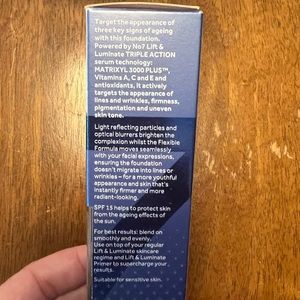 Target the appearance of
three key signs of ageing with
this foundation.
Powered by No7 Lift &
Luminate TRIPLE ACTION
serum technology:
MATRIXYL 3000 PLUS™,
Vitamins A, C and E and
antioxidants, it actively
targets the appearance of
lines and wrinkles, firmness,
pigmentation and uneven
skin tone.
Light reflecting particles and
optical blurrers brighten the
complexion whilst the Flexible
Formula moves seamlessly
with your facial expressions,
ensuring the foundation
doesn't migrate into lines or
wrinkles – for a more youthful
appearance and skin that's
instantly firmer and more
radiant-looking.
SPF 15 helps to protect skin
from the ageing effects of
the sun.
For best results: blend on
smoothly and evenly.
Use on top of your regular
Lift & Luminate skincare
regime and Lift & Luminate
Primer to supercharge your
results.
Suitable for sensitive skin.